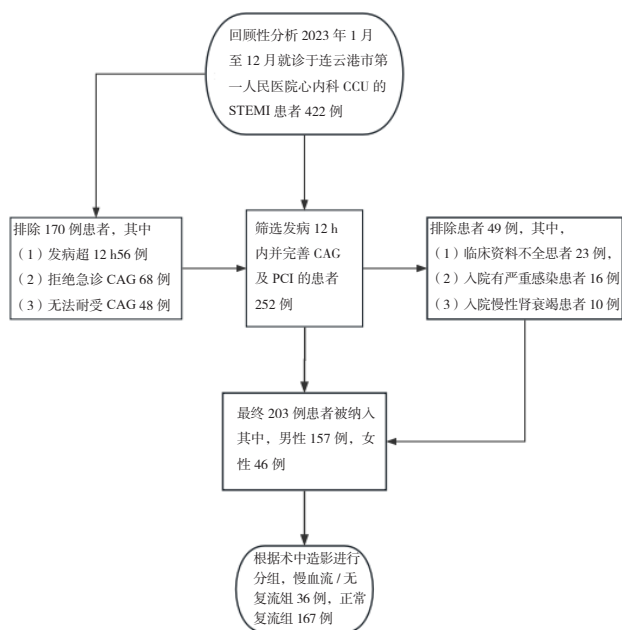 回顾性分析 2023 年 1 月
至 12 月就诊于连云港市第
一人民医院心内科 CCU 的
STEMI 患者 422 例
排除 170 例患者，其中
（1）发病超 12 h56 例
（2）拒绝急诊 CAG 68 例
（3）无法耐受 CAG 48 例
筛选发病 12 h
内并完善 CAG
及 PCI 的患者
252 例
排除患者 49 例，其中，
（1）临床资料不全患者 23 例，
（2）入院有严重感染患者 16 例
（3）入院慢性肾衰竭患者 10 例
最终 203 例患者被纳入
其中，男性 157 例，女
性 46 例
根据术中造影进行
分组，慢血流 / 无
复流组 36 例，正常
复流组 167 例